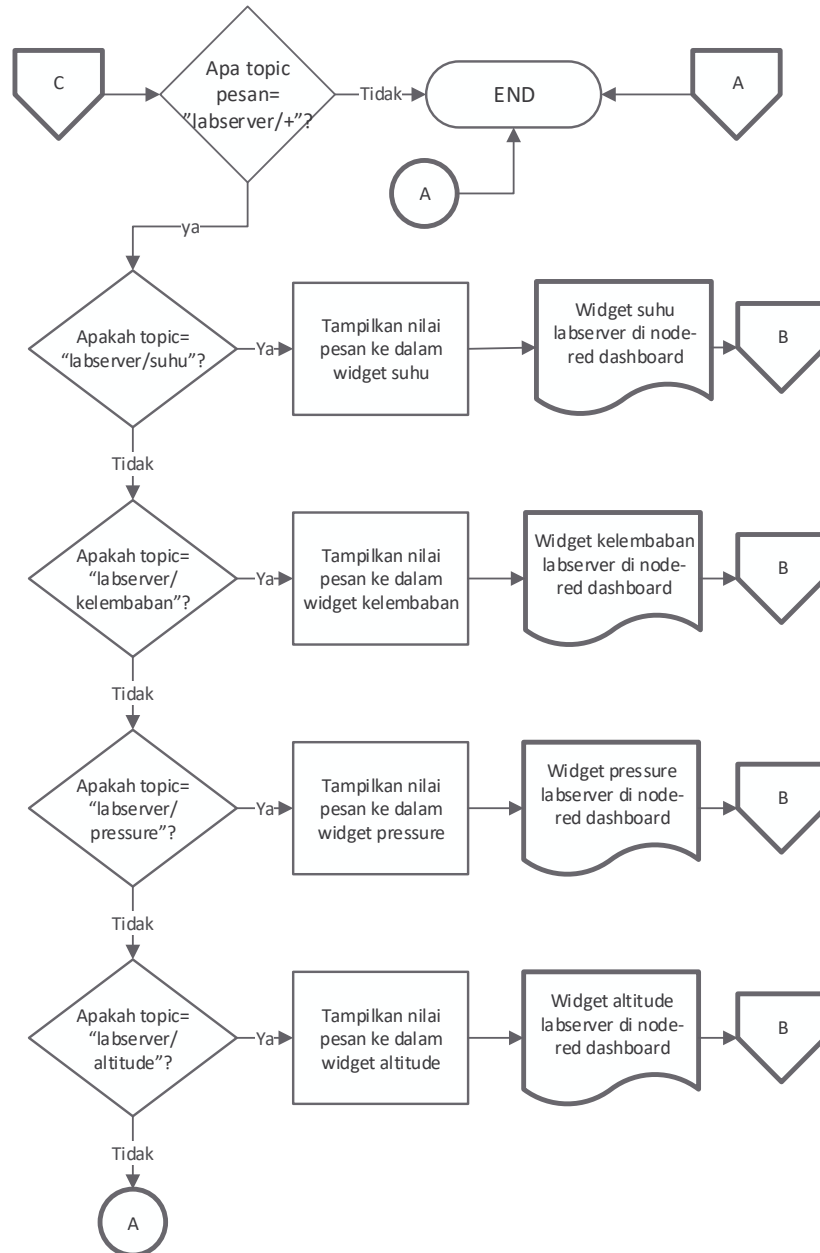 C
Apa topic
pesan=
”labserver/+”?
Tidak
END
A
A
ya
Apakah topic=
“labserver/suhu”?
Ya
Tampilkan nilai
pesan ke dalam
widget suhu
Widget suhu
labserver di node-
red dashboard
B
Tidak
Apakah topic=
“labserver/
kelembaban”?
Ya
Tampilkan nilai
pesan ke dalam
widget kelembaban
Widget kelembaban
labserver di node-
red dashboard
B
Tidak
Apakah topic=
“labserver/
pressure”?
Ya
Tampilkan nilai
pesan ke dalam
widget pressure
Widget pressure
labserver di node-
red dashboard
B
Tidak
Apakah topic=
“labserver/
altitude”?
Ya
Tampilkan nilai
pesan ke dalam
widget altitude
Widget altitude
labserver di node-
red dashboard
B
Tidak
A